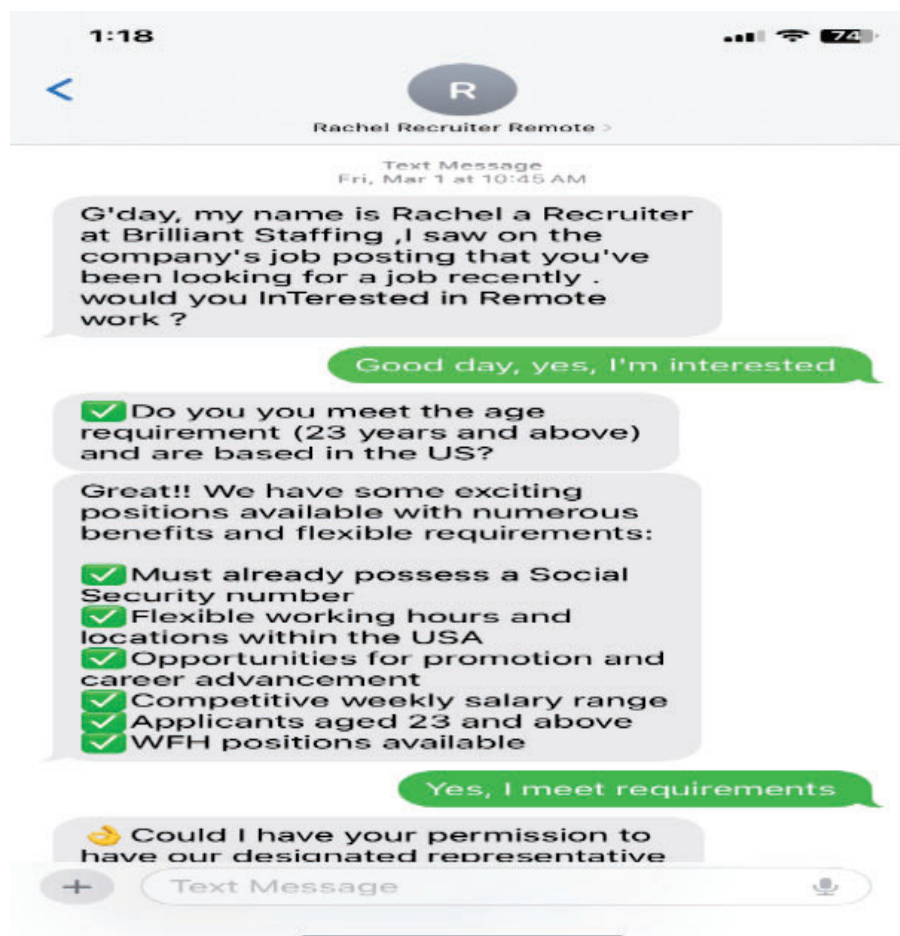 1:18
74
R
Rachel Recruiter Remote >
Text Message
Fri, Mar 1 at 10:45 AM
G'day, my name is Rachel a Recruiter
at Brilliant Staffing ,I saw on the
company's job posting that you've
been looking for a job recently .
would you InTerested in Remote
work ?
Good day, yes, I'm interested
✅Do you you meet the age
requirement (23 years and above)
and are based in the US?
Great!! We have some exciting
positions available with numerous
benefits and flexible requirements:
✅Must already possess a Social
Security number
✅Flexible working hours and
locations within the USA
✅Opportunities for promotion and
career advancement
✅Competitive weekly salary range
✅Applicants aged 23 and above
✅WFH positions available
Yes, I meet requirements
👌 Could I have your permission to
have our designated representative
Text Message